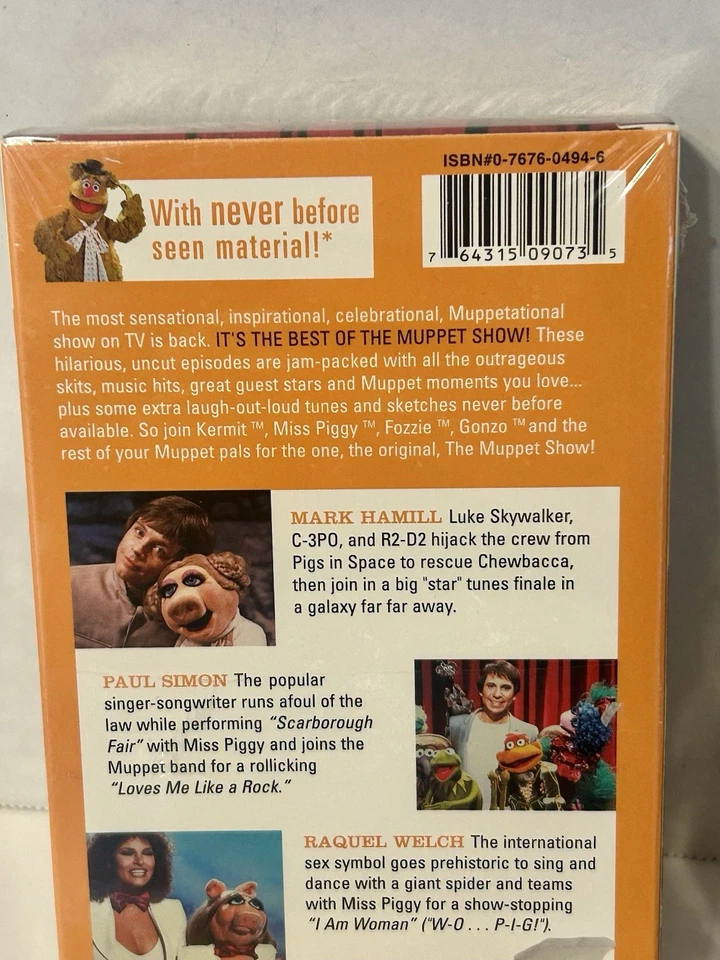 ISBN#0-7676-0494-6
With never before
seen material!*
7 64315 09073 5
The most sensational, inspirational, celebrational, Muppetational
show on TV is back. IT'S THE BEST OF THE MUPPET SHOW! These
hilarious, uncut episodes are jam-packed with all the outrageous
skits, music hits, great guest stars and Muppet moments you love...
plus some extra laugh-out-loud tunes and sketches never before
available. So join Kermit ™, Miss Piggy ™, Fozzie ™, Gonzo ™ and the
rest of your Muppet pals for the one, the original, The Muppet Show!
MARK HAMILL Luke Skywalker,
C-3PO, and R2-D2 hijack the crew from
Pigs in Space to rescue Chewbacca,
then join in a big "star" tunes finale in
a galaxy far far away.
PAUL SIMON The popular
singer-songwriter runs afoul of the
law while performing "Scarborough
Fair" with Miss Piggy and joins the
Muppet band for a rollicking
"Loves Me Like a Rock."
RAQUEL WELCH The international
sex symbol goes prehistoric to sing and
dance with a giant spider and teams
with Miss Piggy for a show-stopping
"I Am Woman" ("W-O . . . P-I-G!").